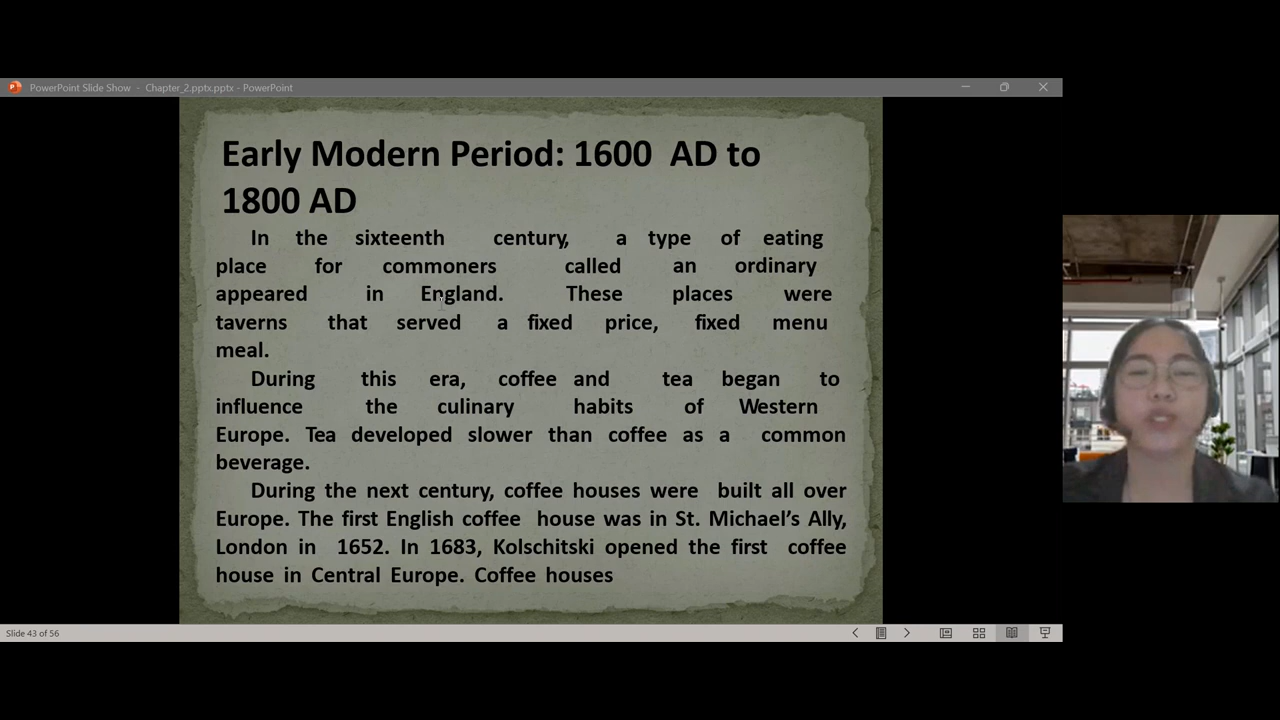 PowerPoint Slide Show - Chapter_2.pptx.pptx - PowerPoint
Early Modern Period: 1600 AD to
1800 AD
In the sixteenth century, a type of eating
place for commoners called an ordinary
appeared in England. These places were
taverns that served a fixed price, fixed menu
meal.
During this era, coffee and tea began to
influence the culinary habits of Western
Europe. Tea developed slower than coffee as a common
beverage.
During the next century, coffee houses were built all over
Europe. The first English coffee house was in St. Michael's Ally,
London in 1652. In 1683, Kolschitski opened the first coffee
house in Central Europe. Coffee houses
Slide 43 of 56